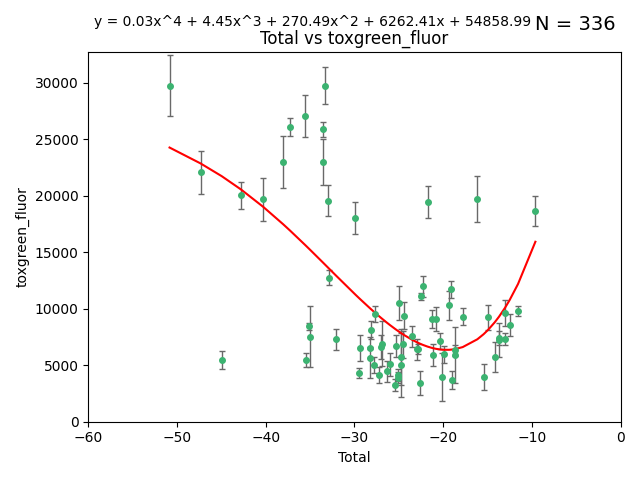 y = 0.03x^4 + 4.45x^3 + 270.49x^2 + 6262.41x + 54858.99 N = 336
Total vs toxgreen_fluor
30000
25000
20000
15000
10000
5000
0
toxgreen_fluor
−60 −50 −40 −30 −20 −10 0
Total